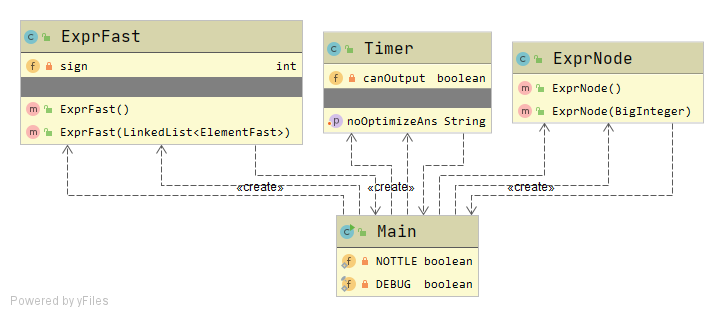 ExprFast
sign int
ExprFast()
ExprFast(LinkedList<ElementFast>)
Timer
canOutput boolean
noOptimizeAns String
ExprNode
ExprNode()
ExprNode(BigInteger)
«create»
«create»
«create»
Main
NOTTLE boolean
DEBUG boolean
Powered by yFiles